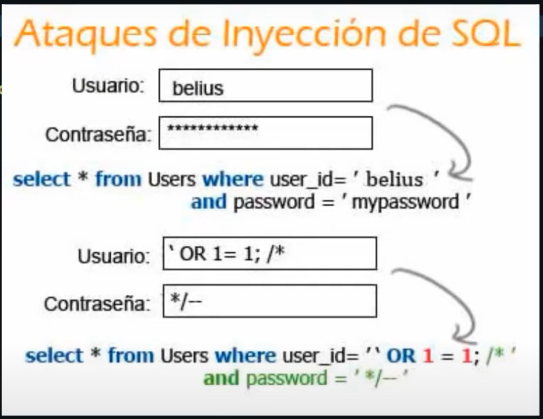 Ataques de Inyección de SQL
Usuario: belius
Contraseña: ************
select * from Users where user_id= ' belius '
and password = ' mypassword '
Usuario: ` OR 1= 1; /*
Contraseña: */--
select * from Users where user_id= '` OR 1 = 1; /* '
and password = ' */-- '